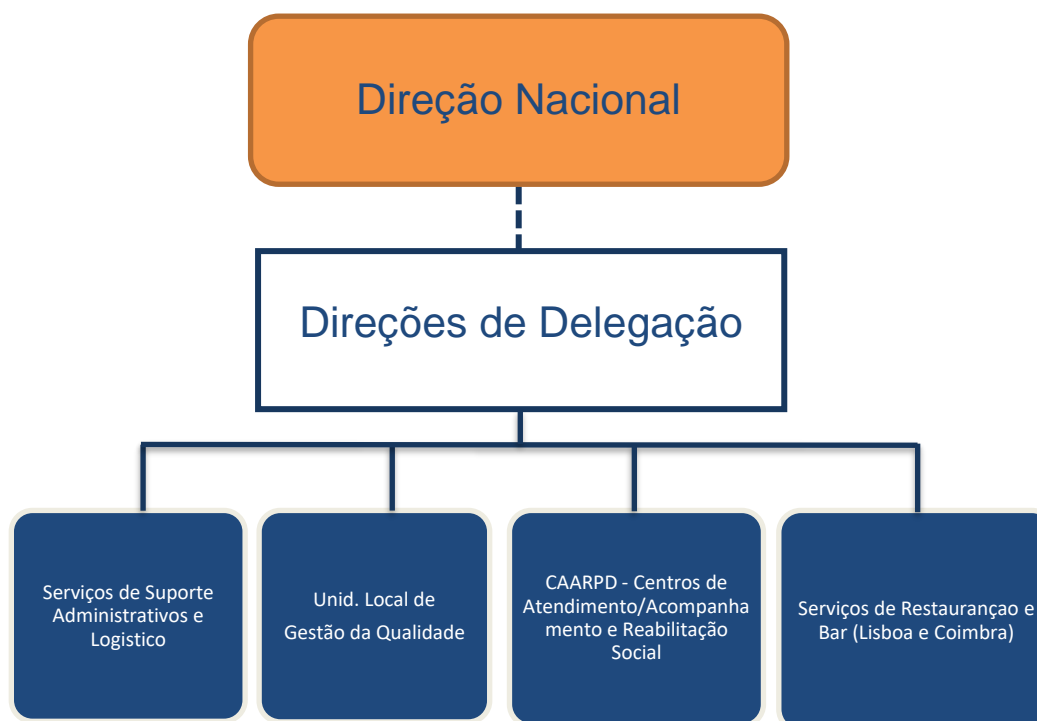 Direção Nacional
Direções de Delegação
Serviços de Suporte
Administrativos e
Logistico
Unid. Local de
Gestão da Qualidade
CAARPD - Centros de
Atendimento/Acompanha
mento e Reabilitação
Social
Serviços de Restaurançao e
Bar (Lisboa e Coimbra)